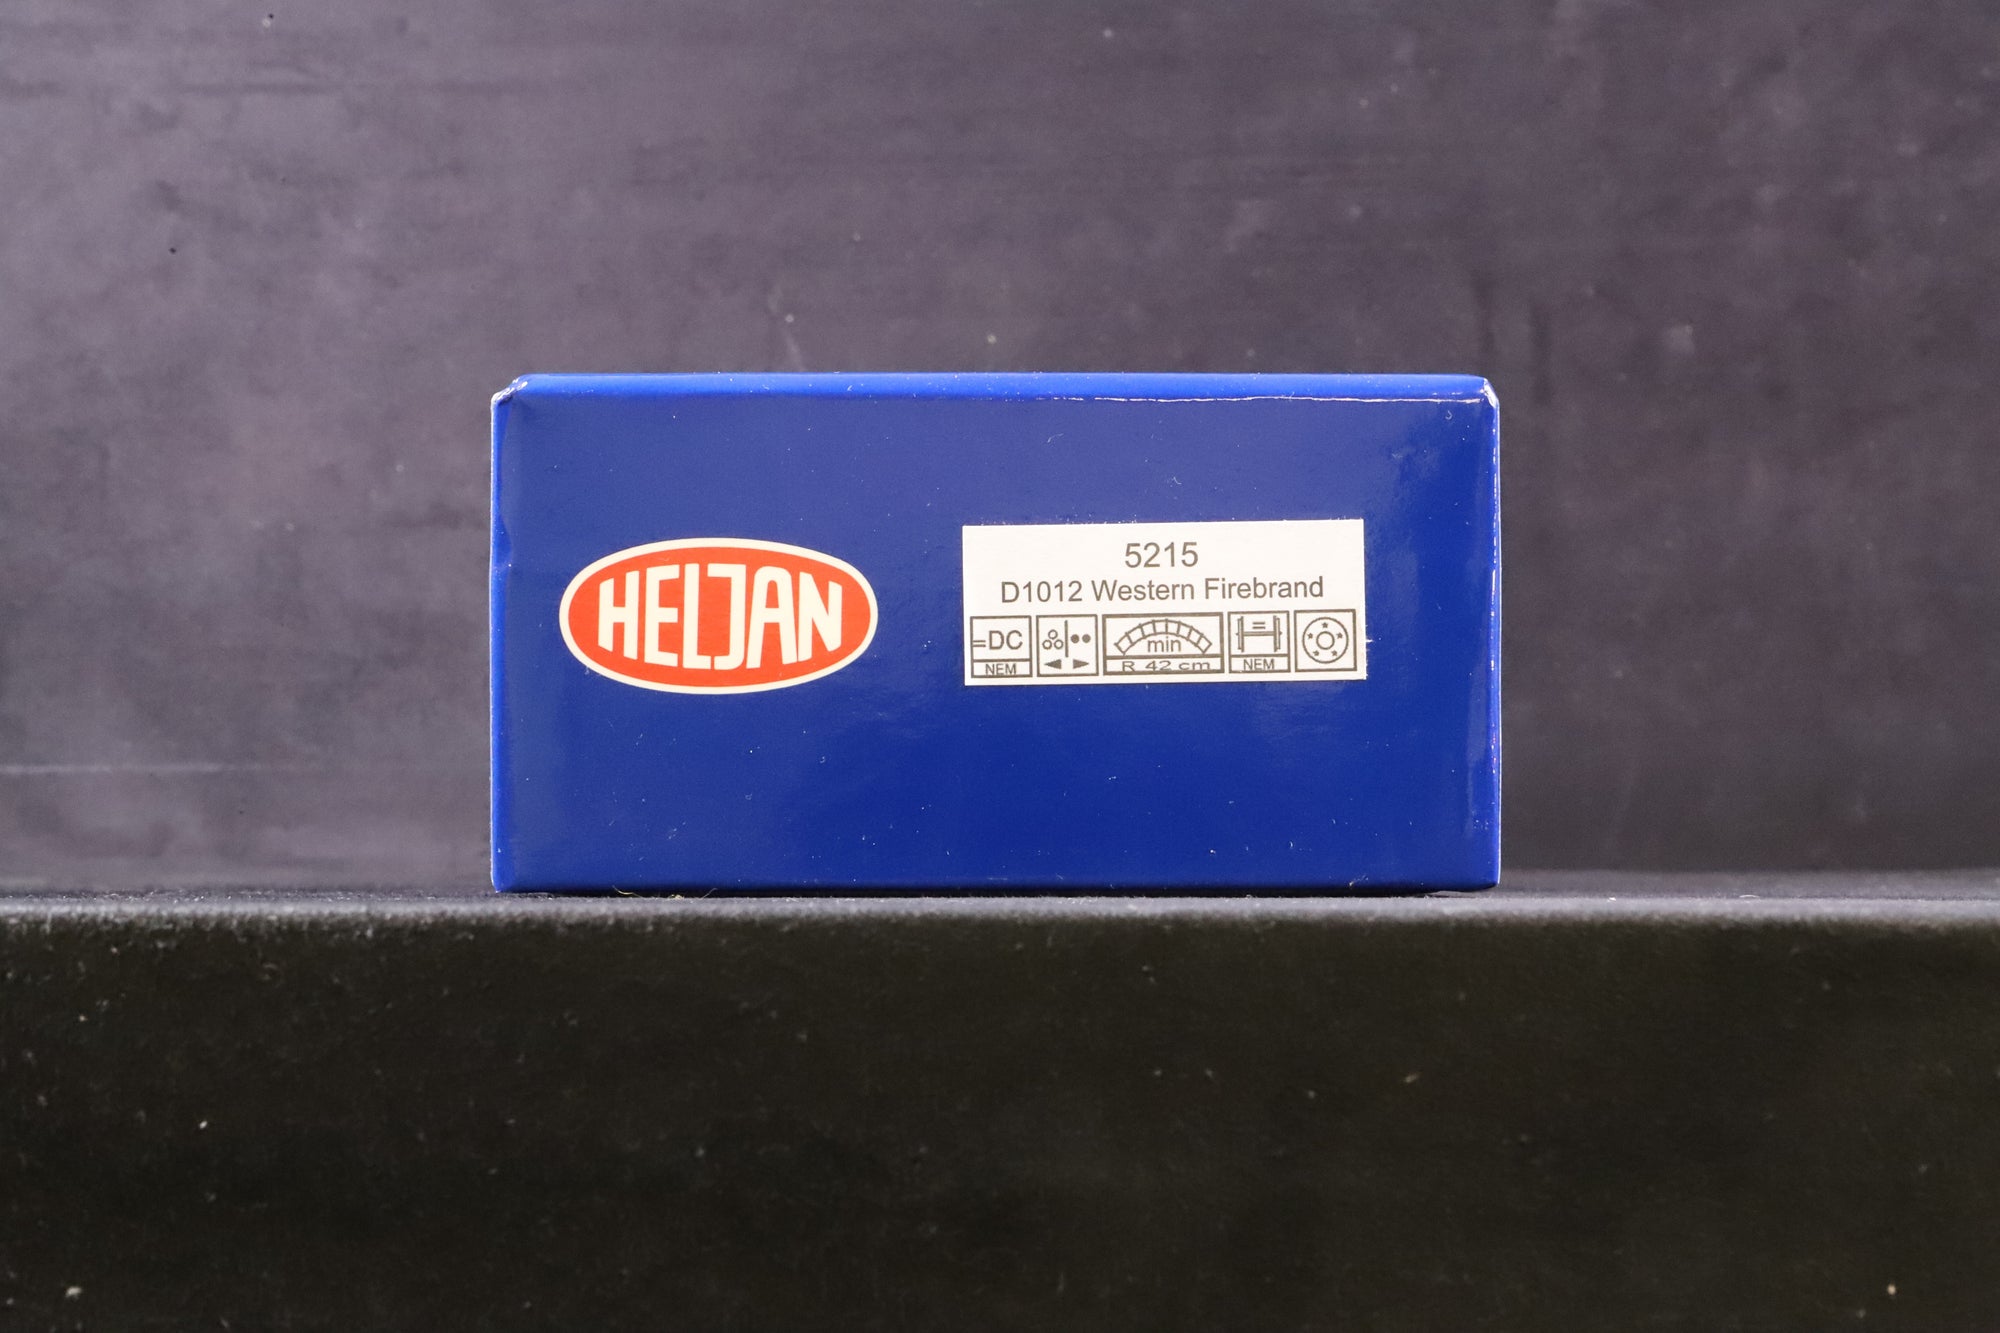 HELJAN
5215
D1012 Western Firebrand
=DC
NEM
min
R 42 cm
=
NEM